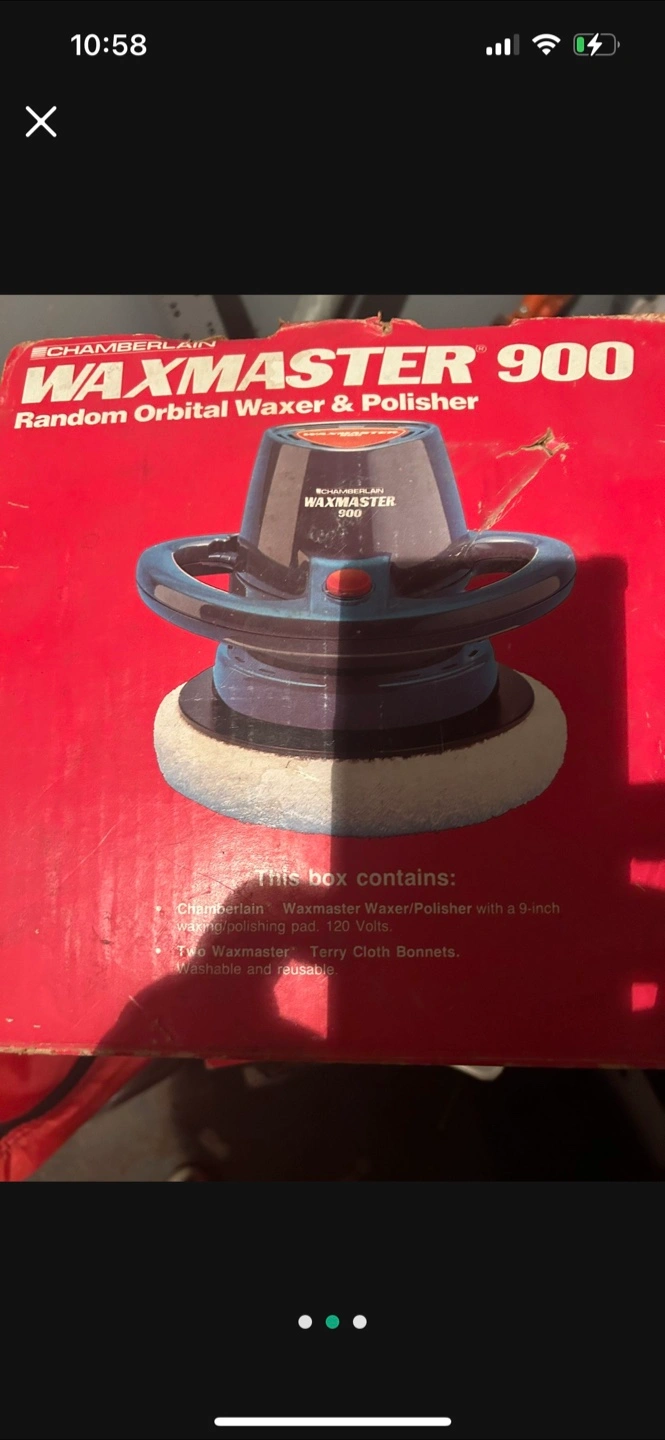 10:58
CHAMBERLAIN
WAXMASTER® 900
Random Orbital Waxer & Polisher
WAXMASTER
CHAMBERLAIN
WAXMASTER
900
This box contains:
• Chamberlain Waxmaster Waxer/Polisher with a 9-inch
waxing/polishing pad. 120 Volts.
• Two Waxmaster Terry Cloth Bonnets.
Washable and reusable.